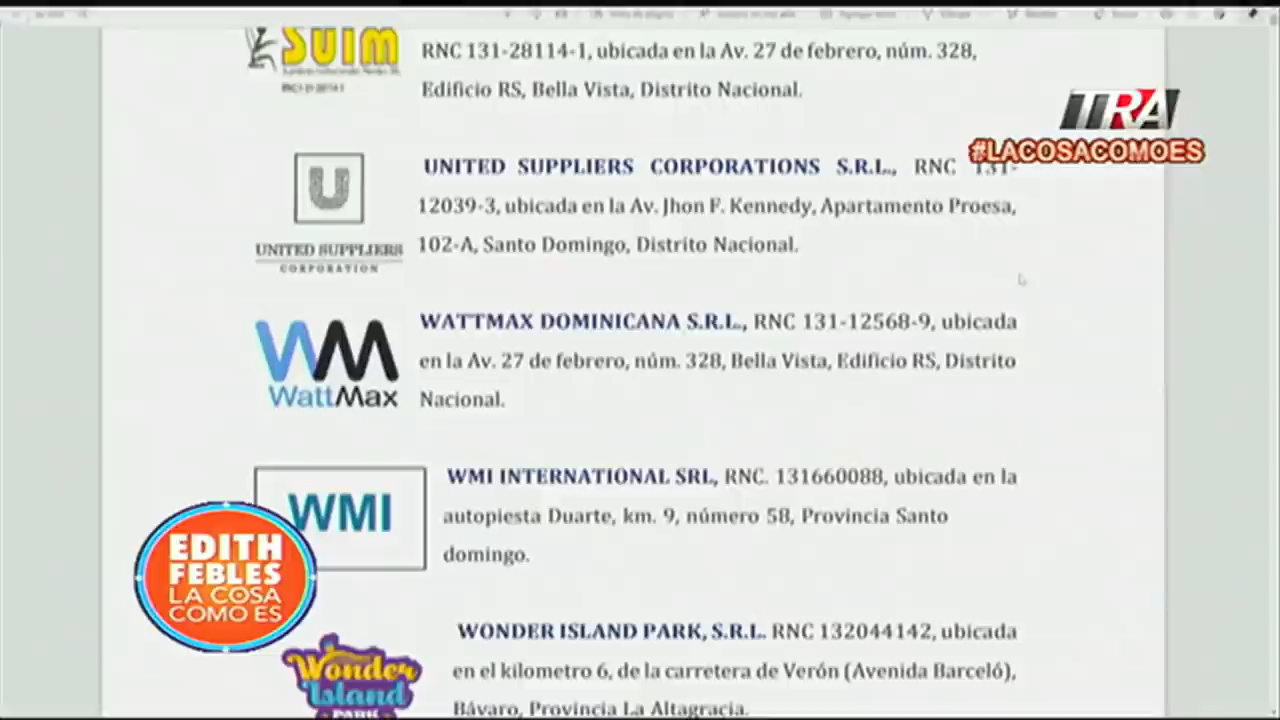 SUIM
RNC 131-28114-1, ubicada en la Av. 27 de febrero, núm. 328,
Edificio RS, Bella Vista, Distrito Nacional.
TRA
#LACOSACOMOES
U
UNITED SUPPLIERS
CORPORATION
UNITED SUPPLIERS CORPORATIONS S.R.L., RNC 131-
12039-3, ubicada en la Av. Jhon F. Kennedy, Apartamento Proesa,
102-A, Santo Domingo, Distrito Nacional.
WM
WattMax
WATTMAX DOMINICANA S.R.L., RNC 131-12568-9, ubicada
en la Av. 27 de febrero, núm. 328, Bella Vista, Edificio RS, Distrito
Nacional.
WMI
WMI INTERNATIONAL SRL, RNC. 131660088, ubicada en la
autopiesta Duarte, km. 9, número 58, Provincia Santo
domingo.
EDITH
FEBLES
LA COSA
COMO ES
Wonder
Island
PARK
WONDER ISLAND PARK, S.R.L. RNC 132044142, ubicada
en el kilometro 6, de la carretera de Verón (Avenida Barceló),
Bávaro, Provincia La Altagracia.